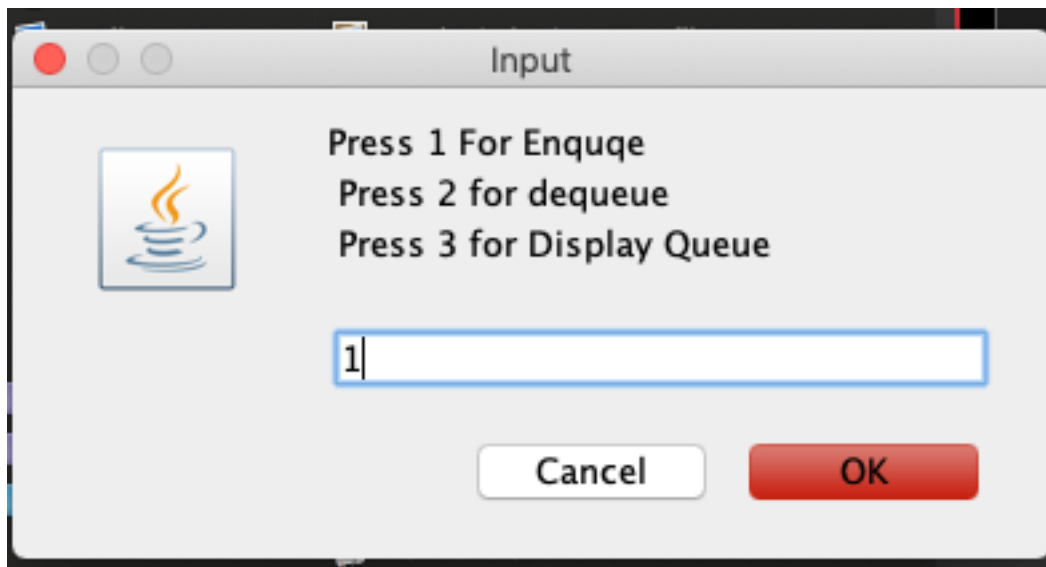 Input
Press 1 For Enquqe
Press 2 for dequeue
Press 3 for Display Queue
1
Cancel OK